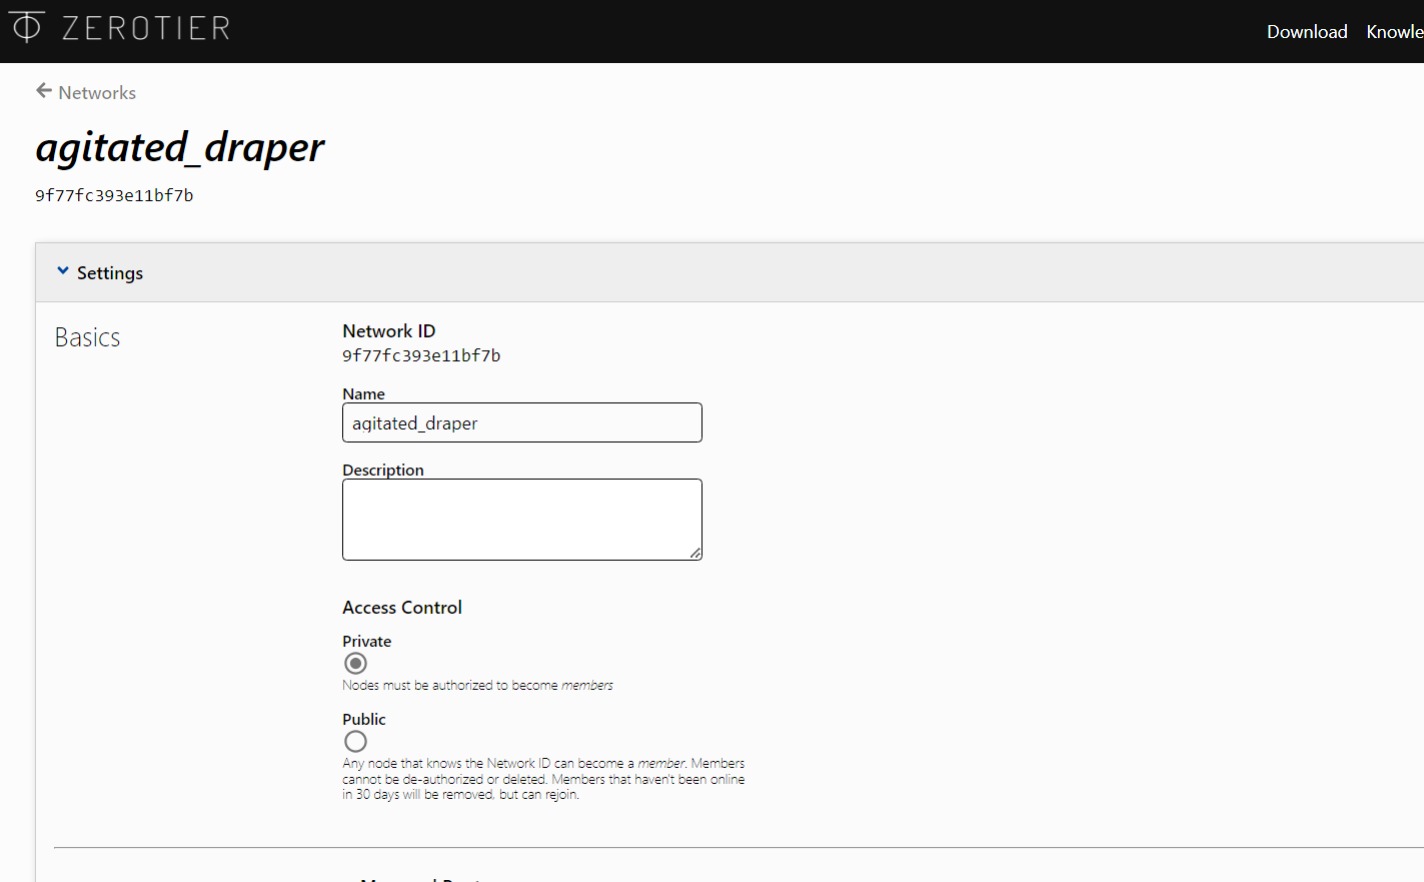 ZEROTIER
Download Knowle
Networks
agitated_draper
9f77fc393e11bf7b
Settings
Basics
Network ID
9f77fc393e11bf7b
Name
agitated_draper
Description
Access Control
Private
Nodes must be authorized to become members
Public
Any node that knows the Network ID can become a member. Members
cannot be de-authorized or deleted. Members that haven't been online
in 30 days will be removed, but can rejoin.